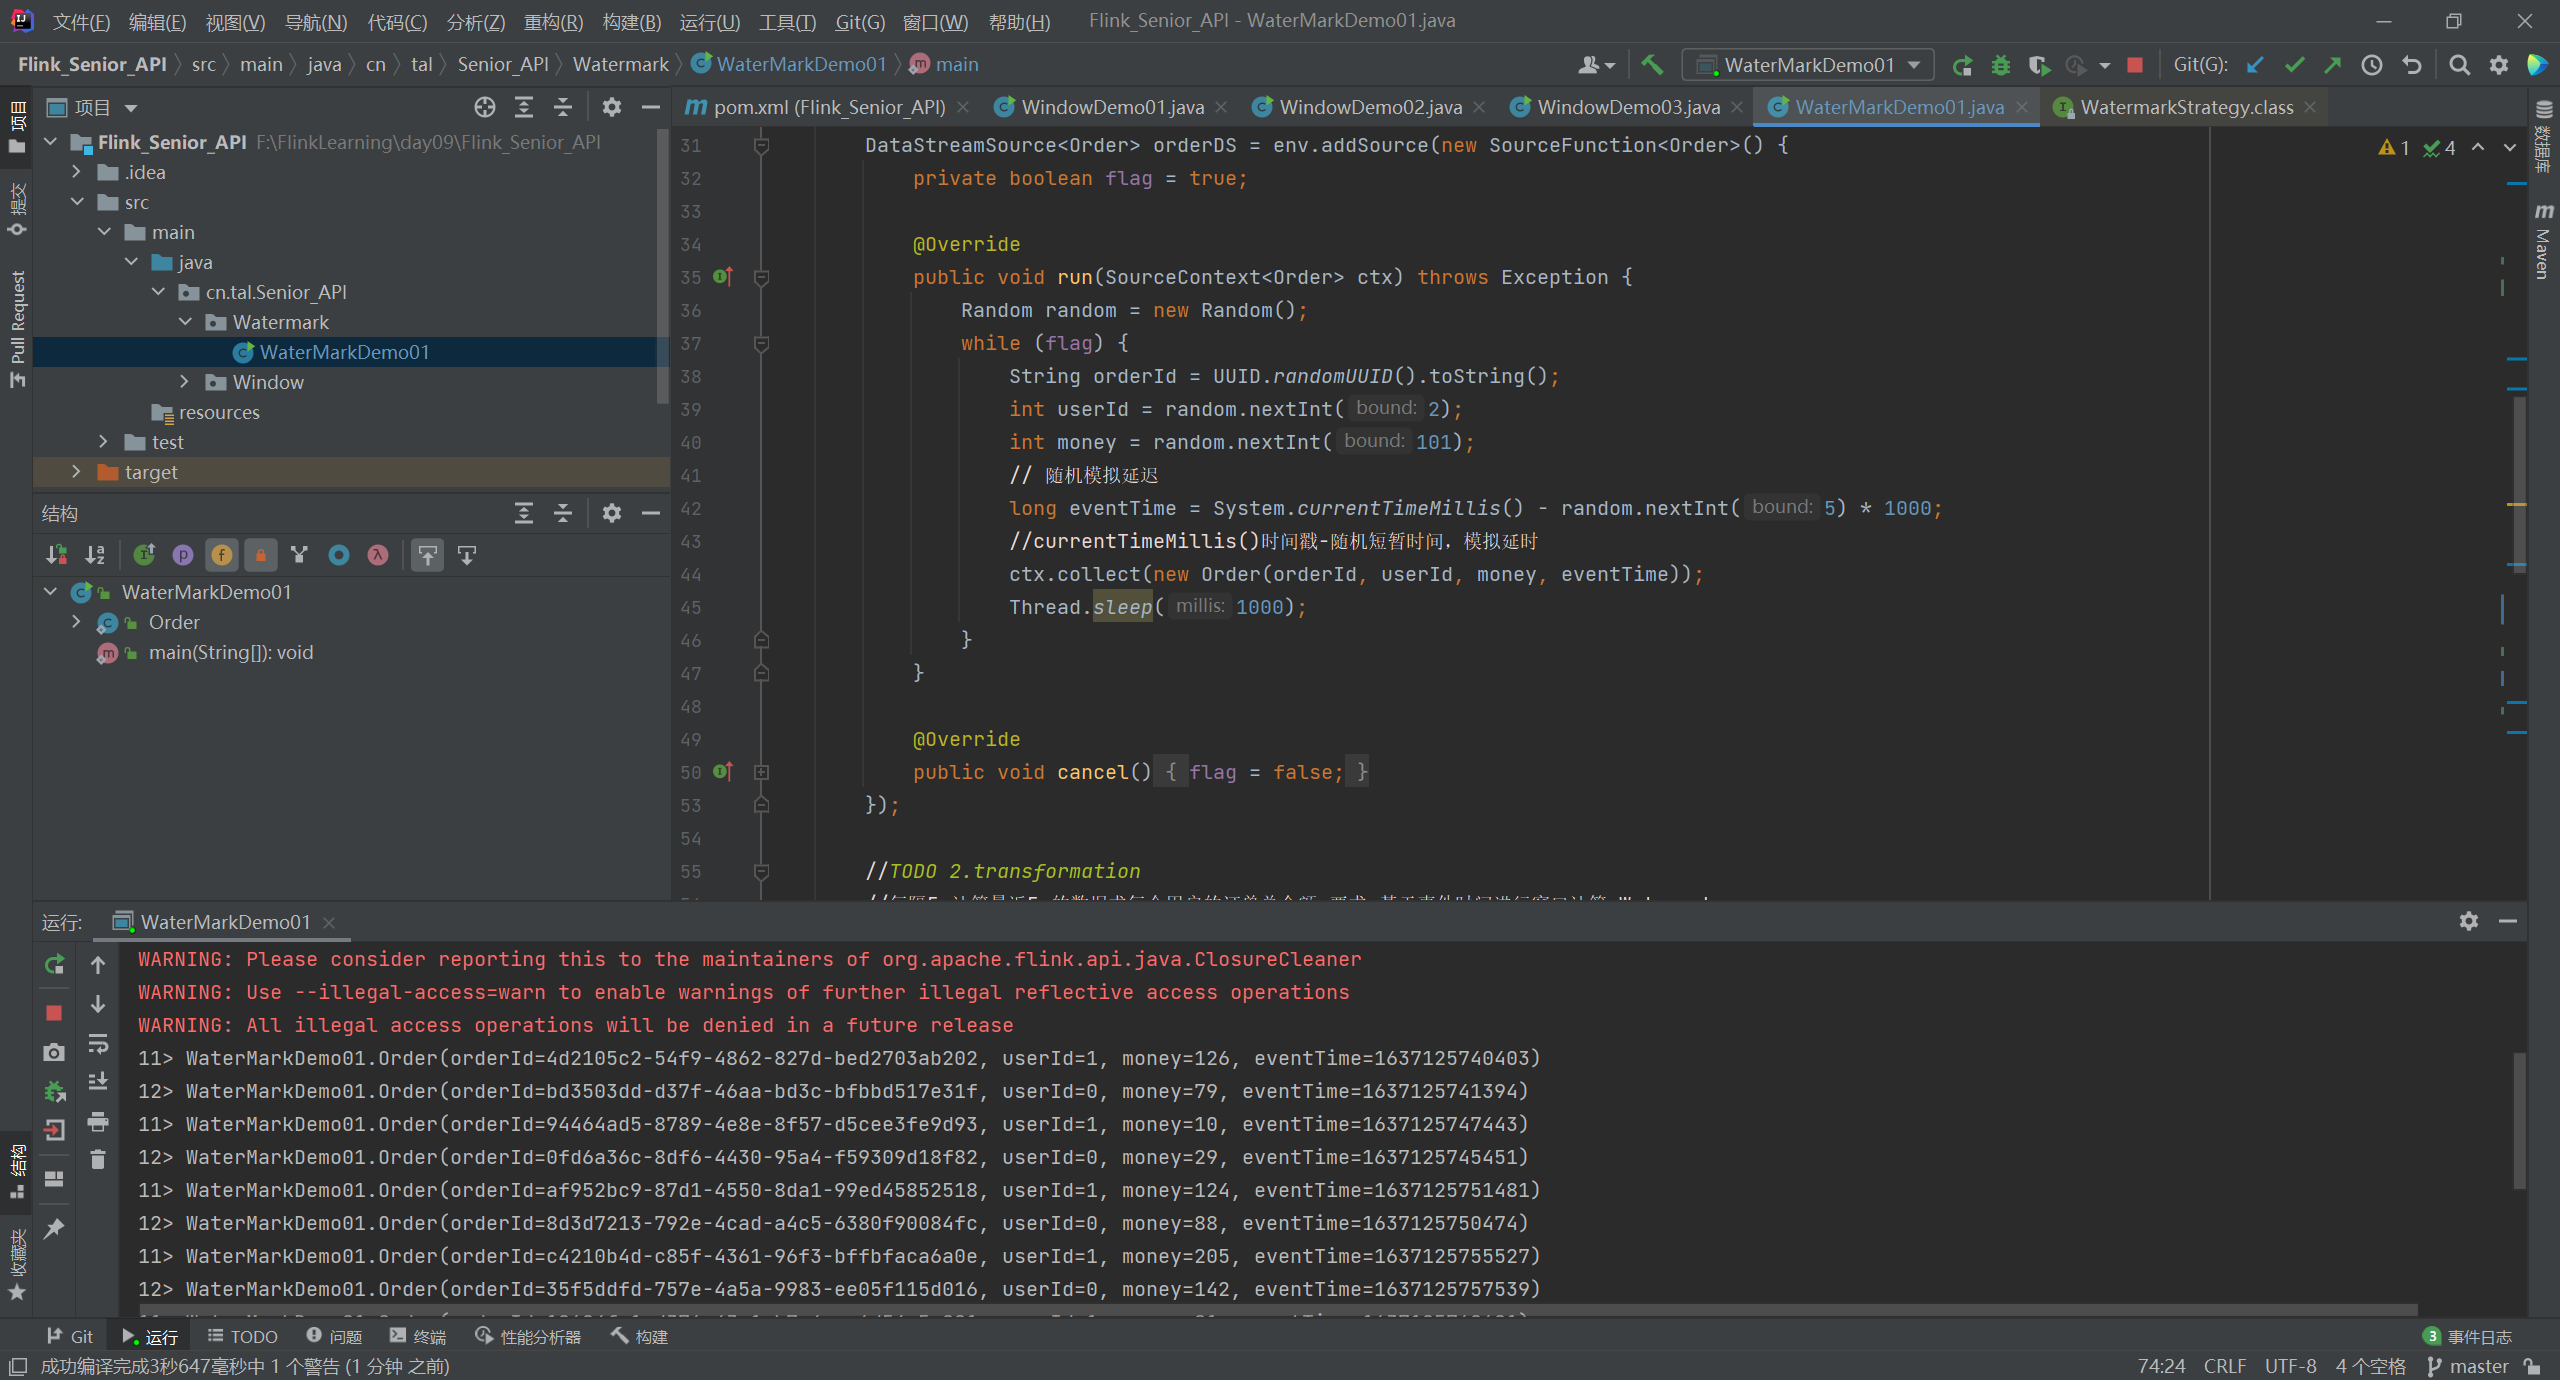 文件(F) 编辑(E) 视图(V) 导航(N) 代码(C) 分析(Z) 重构(R) 构建(B) 运行(U) 工具(T) Git(G) 窗口(W) 帮助(H) Flink_Senior_API - WaterMarkDemo01.java
Flink_Senior_API src main java cn tal Senior_API Watermark WaterMarkDemo01 main WaterMarkDemo01 Git(G):
项目
pom.xml (Flink_Senior_API) WindowDemo01.java WindowDemo02.java WindowDemo03.java WaterMarkDemo01.java WatermarkStrategy.class
项目
提交
Pull Request
结构
收藏夹
数据库
Maven
Flink_Senior_API F:\FlinkLearning\day09\Flink_Senior_API
.idea
src
main
java
cn.tal.Senior_API
Watermark
WaterMarkDemo01
Window
resources
test
target
结构
WaterMarkDemo01
Order
main(String[]): void
1 4
31 DataStreamSource<Order> orderDS = env.addSource(new SourceFunction<Order>() {
32 private boolean flag = true;
33
34 @Override
35 public void run(SourceContext<Order> ctx) throws Exception {
36 Random random = new Random();
37 while (flag) {
38 String orderId = UUID.randomUUID().toString();
39 int userId = random.nextInt( bound: 2);
40 int money = random.nextInt( bound: 101);
41 // 随机模拟延迟
42 long eventTime = System.currentTimeMillis() - random.nextInt( bound: 5) * 1000;
43 //currentTimeMillis()时间戳-随机短暂时间，模拟延时
44 ctx.collect(new Order(orderId, userId, money, eventTime));
45 Thread.sleep( millis: 1000);
46 }
47 }
48
49 @Override
50 public void cancel() { flag = false; }
53 });
54
55 //TODO 2.transformation
运行: WaterMarkDemo01
WARNING: Please consider reporting this to the maintainers of org.apache.flink.api.java.ClosureCleaner
WARNING: Use --illegal-access=warn to enable warnings of further illegal reflective access operations
WARNING: All illegal access operations will be denied in a future release
11> WaterMarkDemo01.Order(orderId=4d2105c2-54f9-4862-827d-bed2703ab202, userId=1, money=126, eventTime=1637125740403)
12> WaterMarkDemo01.Order(orderId=bd3503dd-d37f-46aa-bd3c-bfbbd517e31f, userId=0, money=79, eventTime=1637125741394)
11> WaterMarkDemo01.Order(orderId=94464ad5-8789-4e8e-8f57-d5cee3fe9d93, userId=1, money=10, eventTime=1637125747443)
12> WaterMarkDemo01.Order(orderId=0fd6a36c-8df6-4430-95a4-f59309d18f82, userId=0, money=29, eventTime=1637125745451)
11> WaterMarkDemo01.Order(orderId=af952bc9-87d1-4550-8da1-99ed45852518, userId=1, money=124, eventTime=1637125751481)
12> WaterMarkDemo01.Order(orderId=8d3d7213-792e-4cad-a4c5-6380f90084fc, userId=0, money=88, eventTime=1637125750474)
11> WaterMarkDemo01.Order(orderId=c4210b4d-c85f-4361-96f3-bffbfaca6a0e, userId=1, money=205, eventTime=1637125755527)
12> WaterMarkDemo01.Order(orderId=35f5ddfd-757e-4a5a-9983-ee05f115d016, userId=0, money=142, eventTime=1637125757539)
Git 运行 TODO 问题 终端 性能分析器 构建 3 事件日志
成功编译完成3秒647毫秒中 1 个警告 (1 分钟 之前) 74:24 CRLF UTF-8 4 个空格 master